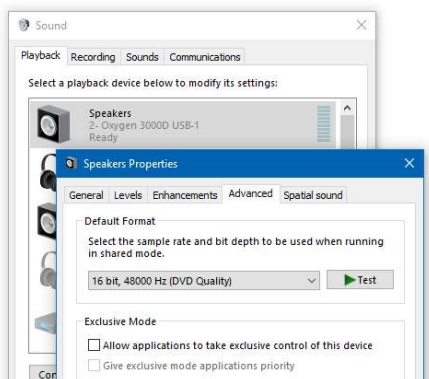 Sound
Playback Recording Sounds Communications
Select a playback device below to modify its settings:
Speakers
2- Oxygen 3000D USB-1
Ready
Speakers Properties
General Levels Enhancements Advanced Spatial sound
Default Format
Select the sample rate and bit depth to be used when running
in shared mode.
16 bit, 48000 Hz (DVD Quality)
Test
Exclusive Mode
Allow applications to take exclusive control of this device
Give exclusive mode applications priority
Con